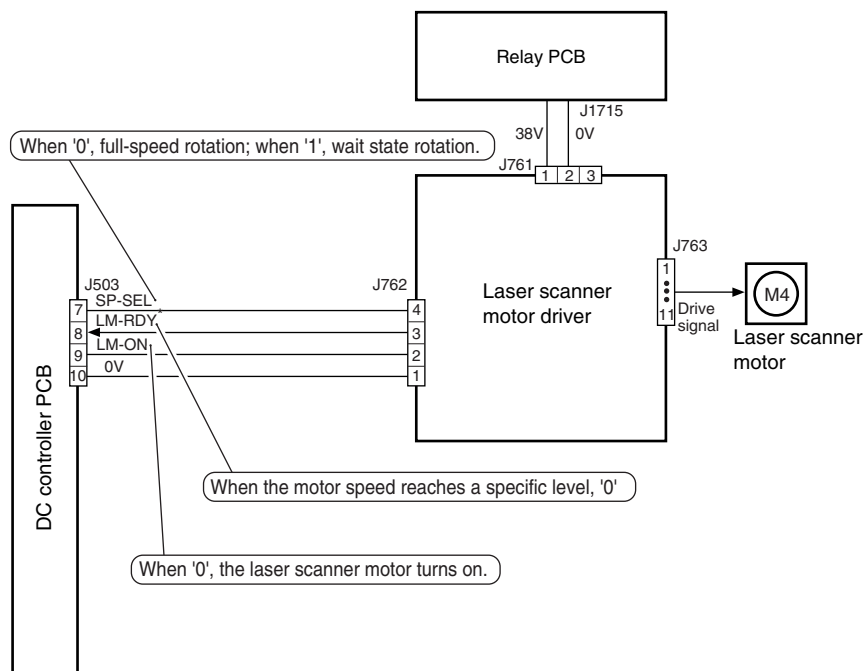 Relay PCB
J1715
38V
0V
When '0', full-speed rotation; when '1', wait state rotation.
J761
1 2 3
J763
J503
J762
1
SP-SEL
7
4
Laser scanner
motor driver
M4
LM-RDY
8
3
11
Drive
signal
Laser scanner
motor
LM-ON
9
2
0V
10
1
DC controller PCB
When the motor speed reaches a specific level, '0'
When '0', the laser scanner motor turns on.